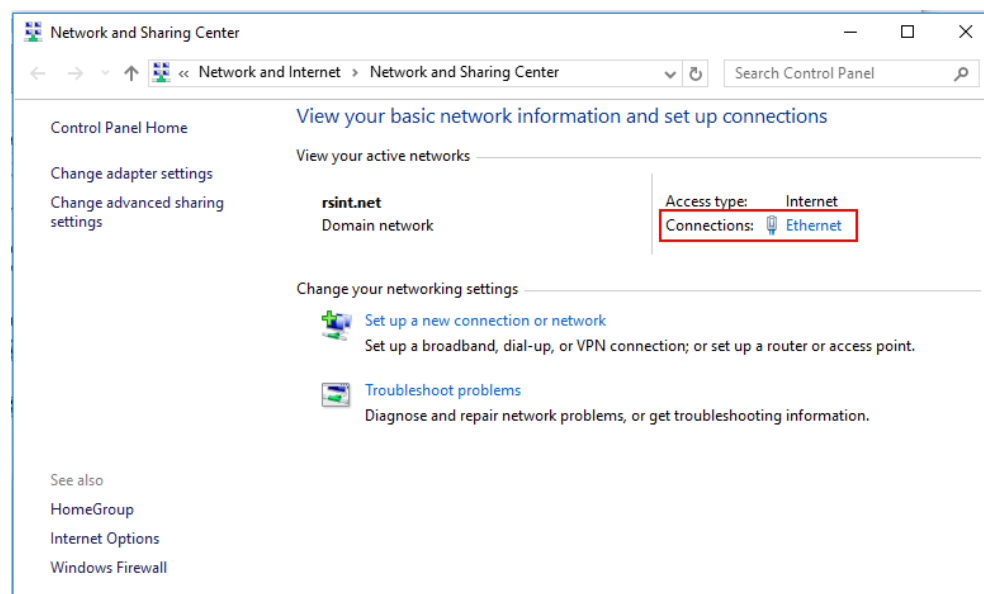 Network and Sharing Center
« Network and Internet > Network and Sharing Center
Search Control Panel
Control Panel Home
Change adapter settings
Change advanced sharing
settings
View your basic network information and set up connections
View your active networks
rsint.net
Domain network
Access type: Internet
Connections: Ethernet
Change your networking settings
Set up a new connection or network
Set up a broadband, dial-up, or VPN connection; or set up a router or access point.
Troubleshoot problems
Diagnose and repair network problems, or get troubleshooting information.
See also
HomeGroup
Internet Options
Windows Firewall